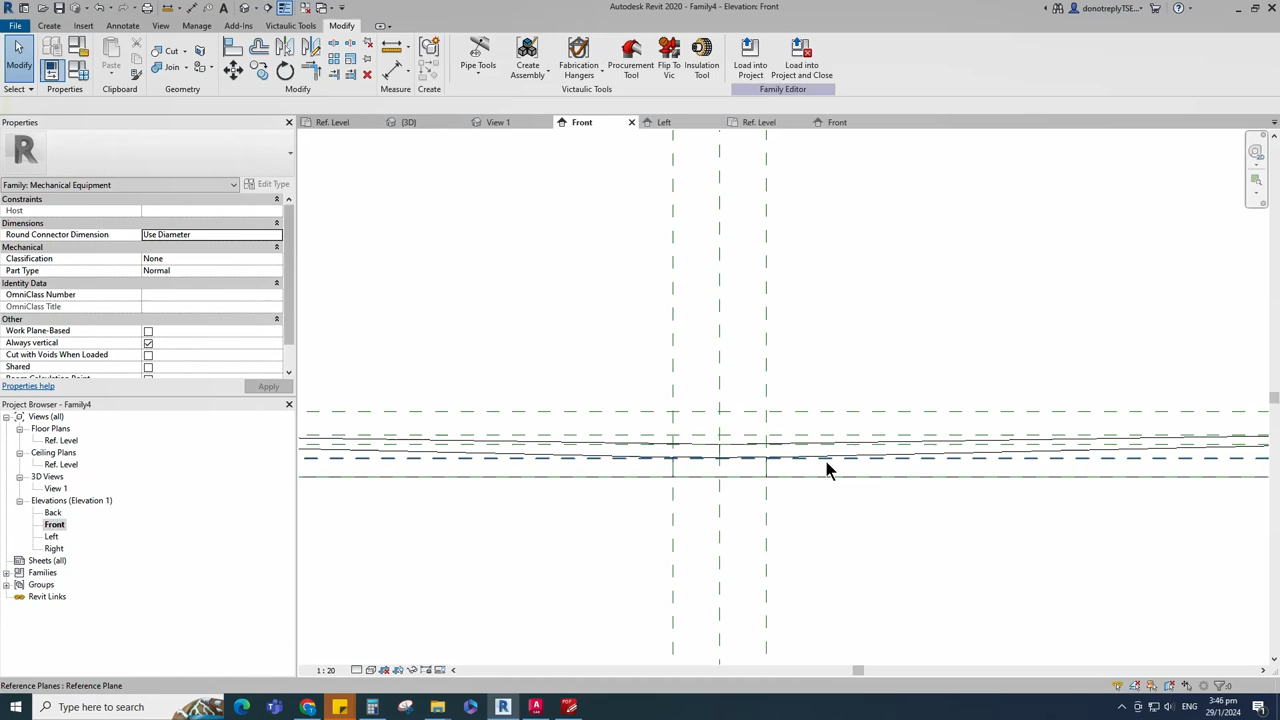 Autodesk Revit 2020 - Family4 - Elevation: Front
donotreplyTSE...
File Create Insert Annotate View Manage Add-Ins Victaulic Tools Modify
Modify
Paste
Cut
Join
Pipe Tools
Create Assembly
Fabrication Hangers
Procurement Tool
Flip To Vic
Insulation Tool
Load into Project
Load into Project and Close
Select Properties Clipboard Geometry Modify Measure Create Victaulic Tools Family Editor
Properties
Ref. Level {3D} View 1 Front Left Ref. Level Front
Family: Mechanical Equipment Edit Type
Constraints
Host
Dimensions
Round Connector Dimension Use Diameter
Mechanical
Classification None
Part Type Normal
Identity Data
OmniClass Number
OmniClass Title
Other
Work Plane-Based
Always vertical
Cut with Voids When Loaded
Shared
Room Calculation Point
Properties help Apply
Project Browser - Family4
Views (all)
Floor Plans
Ref. Level
Ceiling Plans
Ref. Level
3D Views
View 1
Elevations (Elevation 1)
Back
Front
Left
Right
Sheets (all)
Families
Groups
Revit Links
1 : 20
Reference Planes : Reference Plane
:0
Type here to search
ENG
3:46 pm
29/1/2024